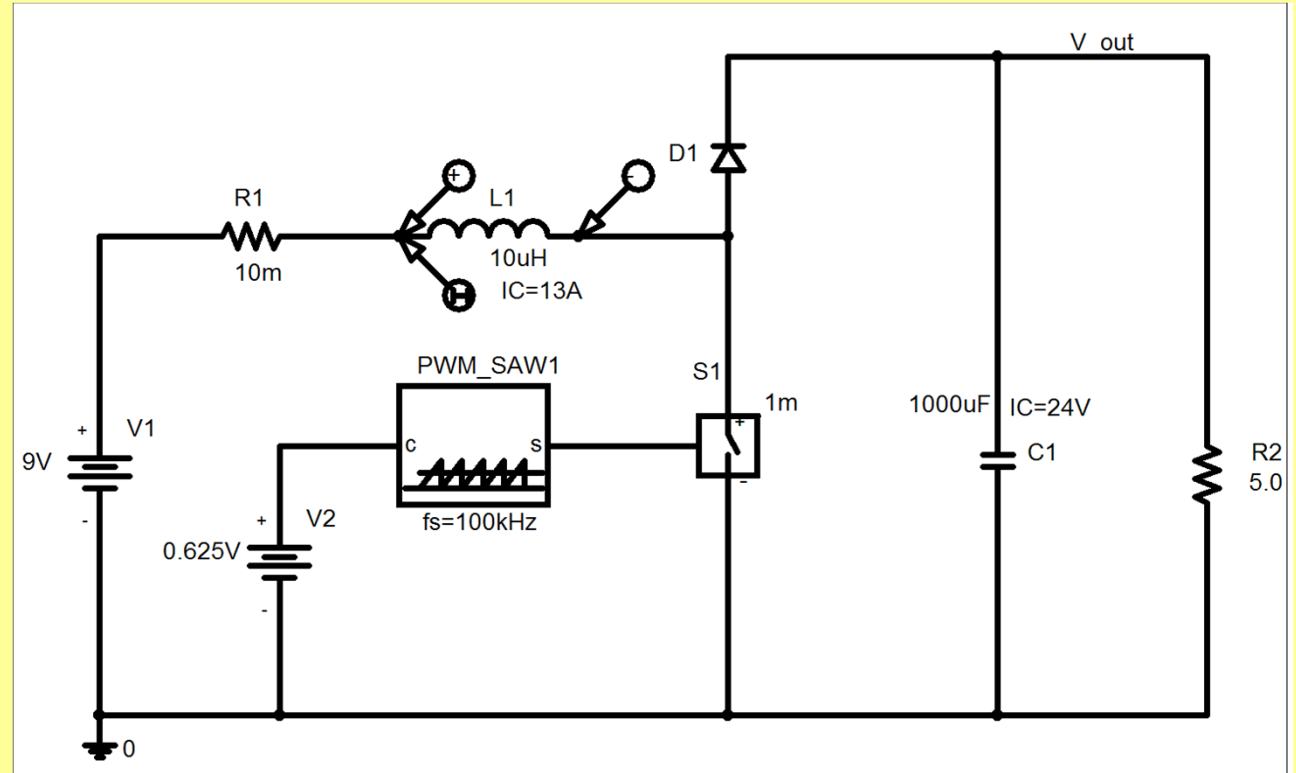 V_out
D1
R1
L1
10m
10uH
IC=13A
PWM_SAW1
S1
1m
1000uF
IC=24V
V1
9V
C1
R2
5.0
c
s
V2
fs=100kHz
0.625V
0